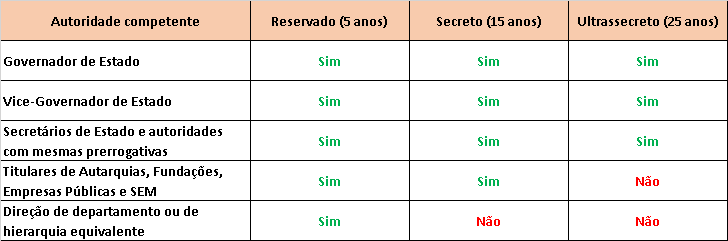 Autoridade competente Reservado (5 anos) Secreto (15 anos) Ultrassecreto (25 anos)
Governador de Estado Sim Sim Sim
Vice-Governador de Estado Sim Sim Sim
Secretários de Estado e autoridades
com mesmas prerrogativas Sim Sim Sim
Titulares de Autarquias, Fundações,
Empresas Públicas e SEM Sim Sim Não
Direção de departamento ou de
hierarquia equivalente Sim Não Não